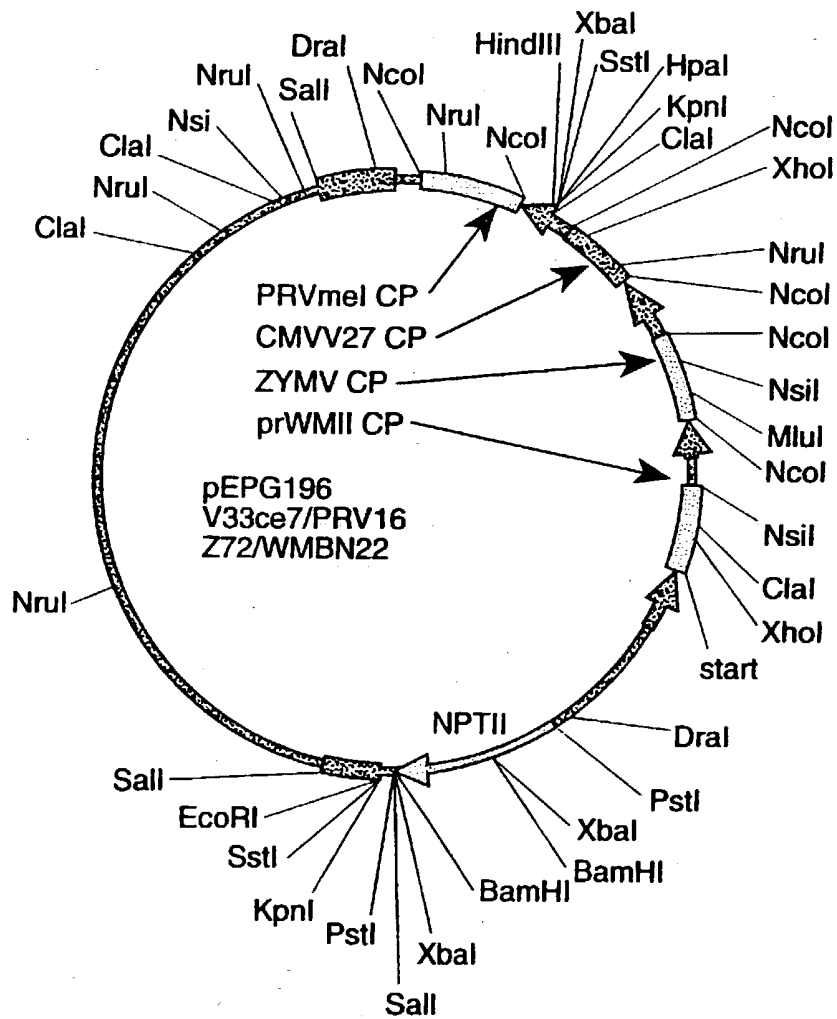 XbaI
HindIII
SstI
HpaI
KpnI
ClaI
NcoI
XhoI
NruI
NcoI
NcoI
NsiI
MluI
NcoI
NsiI
ClaI
XhoI
start
DraI
PstI
XbaI
BamHI
BamHI
XbaI
SalI
PstI
KpnI
SstI
EcoRI
SalI
NruI
ClaI
NruI
ClaI
Nsi
NruI
SalI
DraI
NcoI
NruI
NcoI
PRVmel CP
CMVV27 CP
ZYMV CP
prWMII CP
pEPG196
V33ce7/PRV16
Z72/WMBN22
NPTII